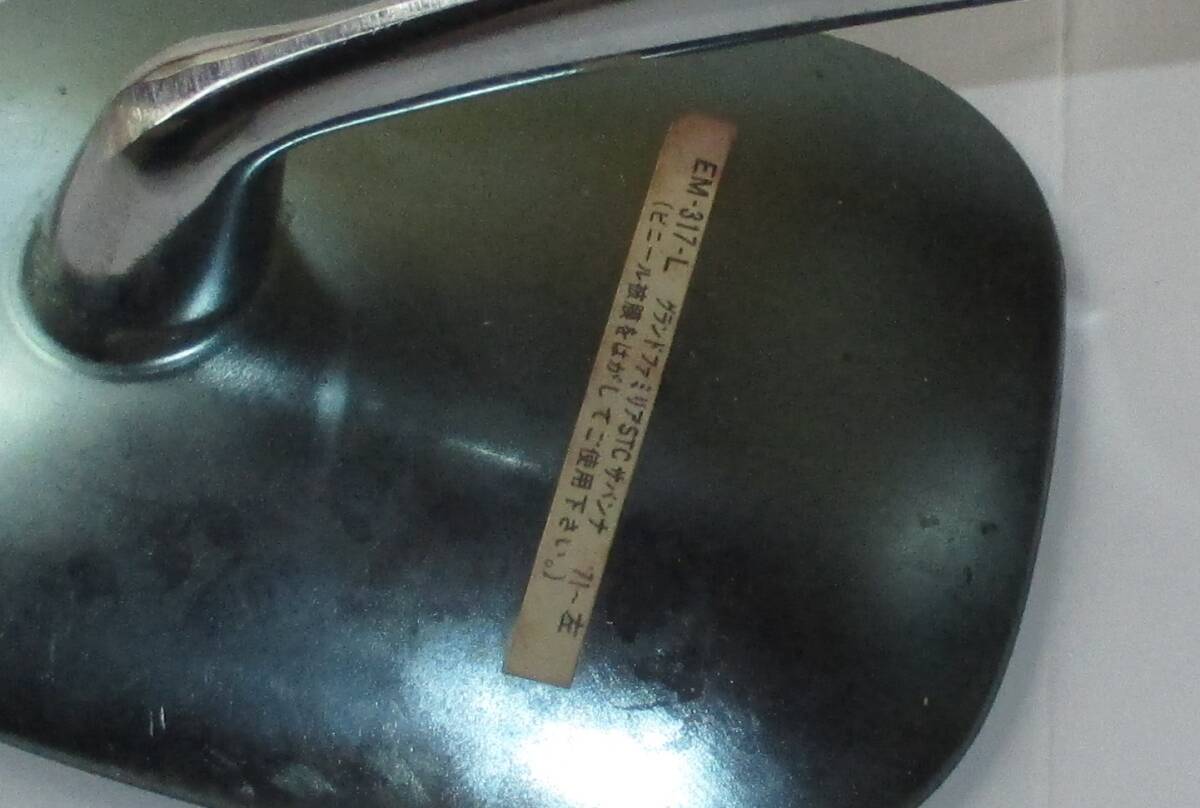 EM-317-L グランドファミリアSTC サバンナ '71~左
(ビニール被膜をはがしてご使用下さい。)